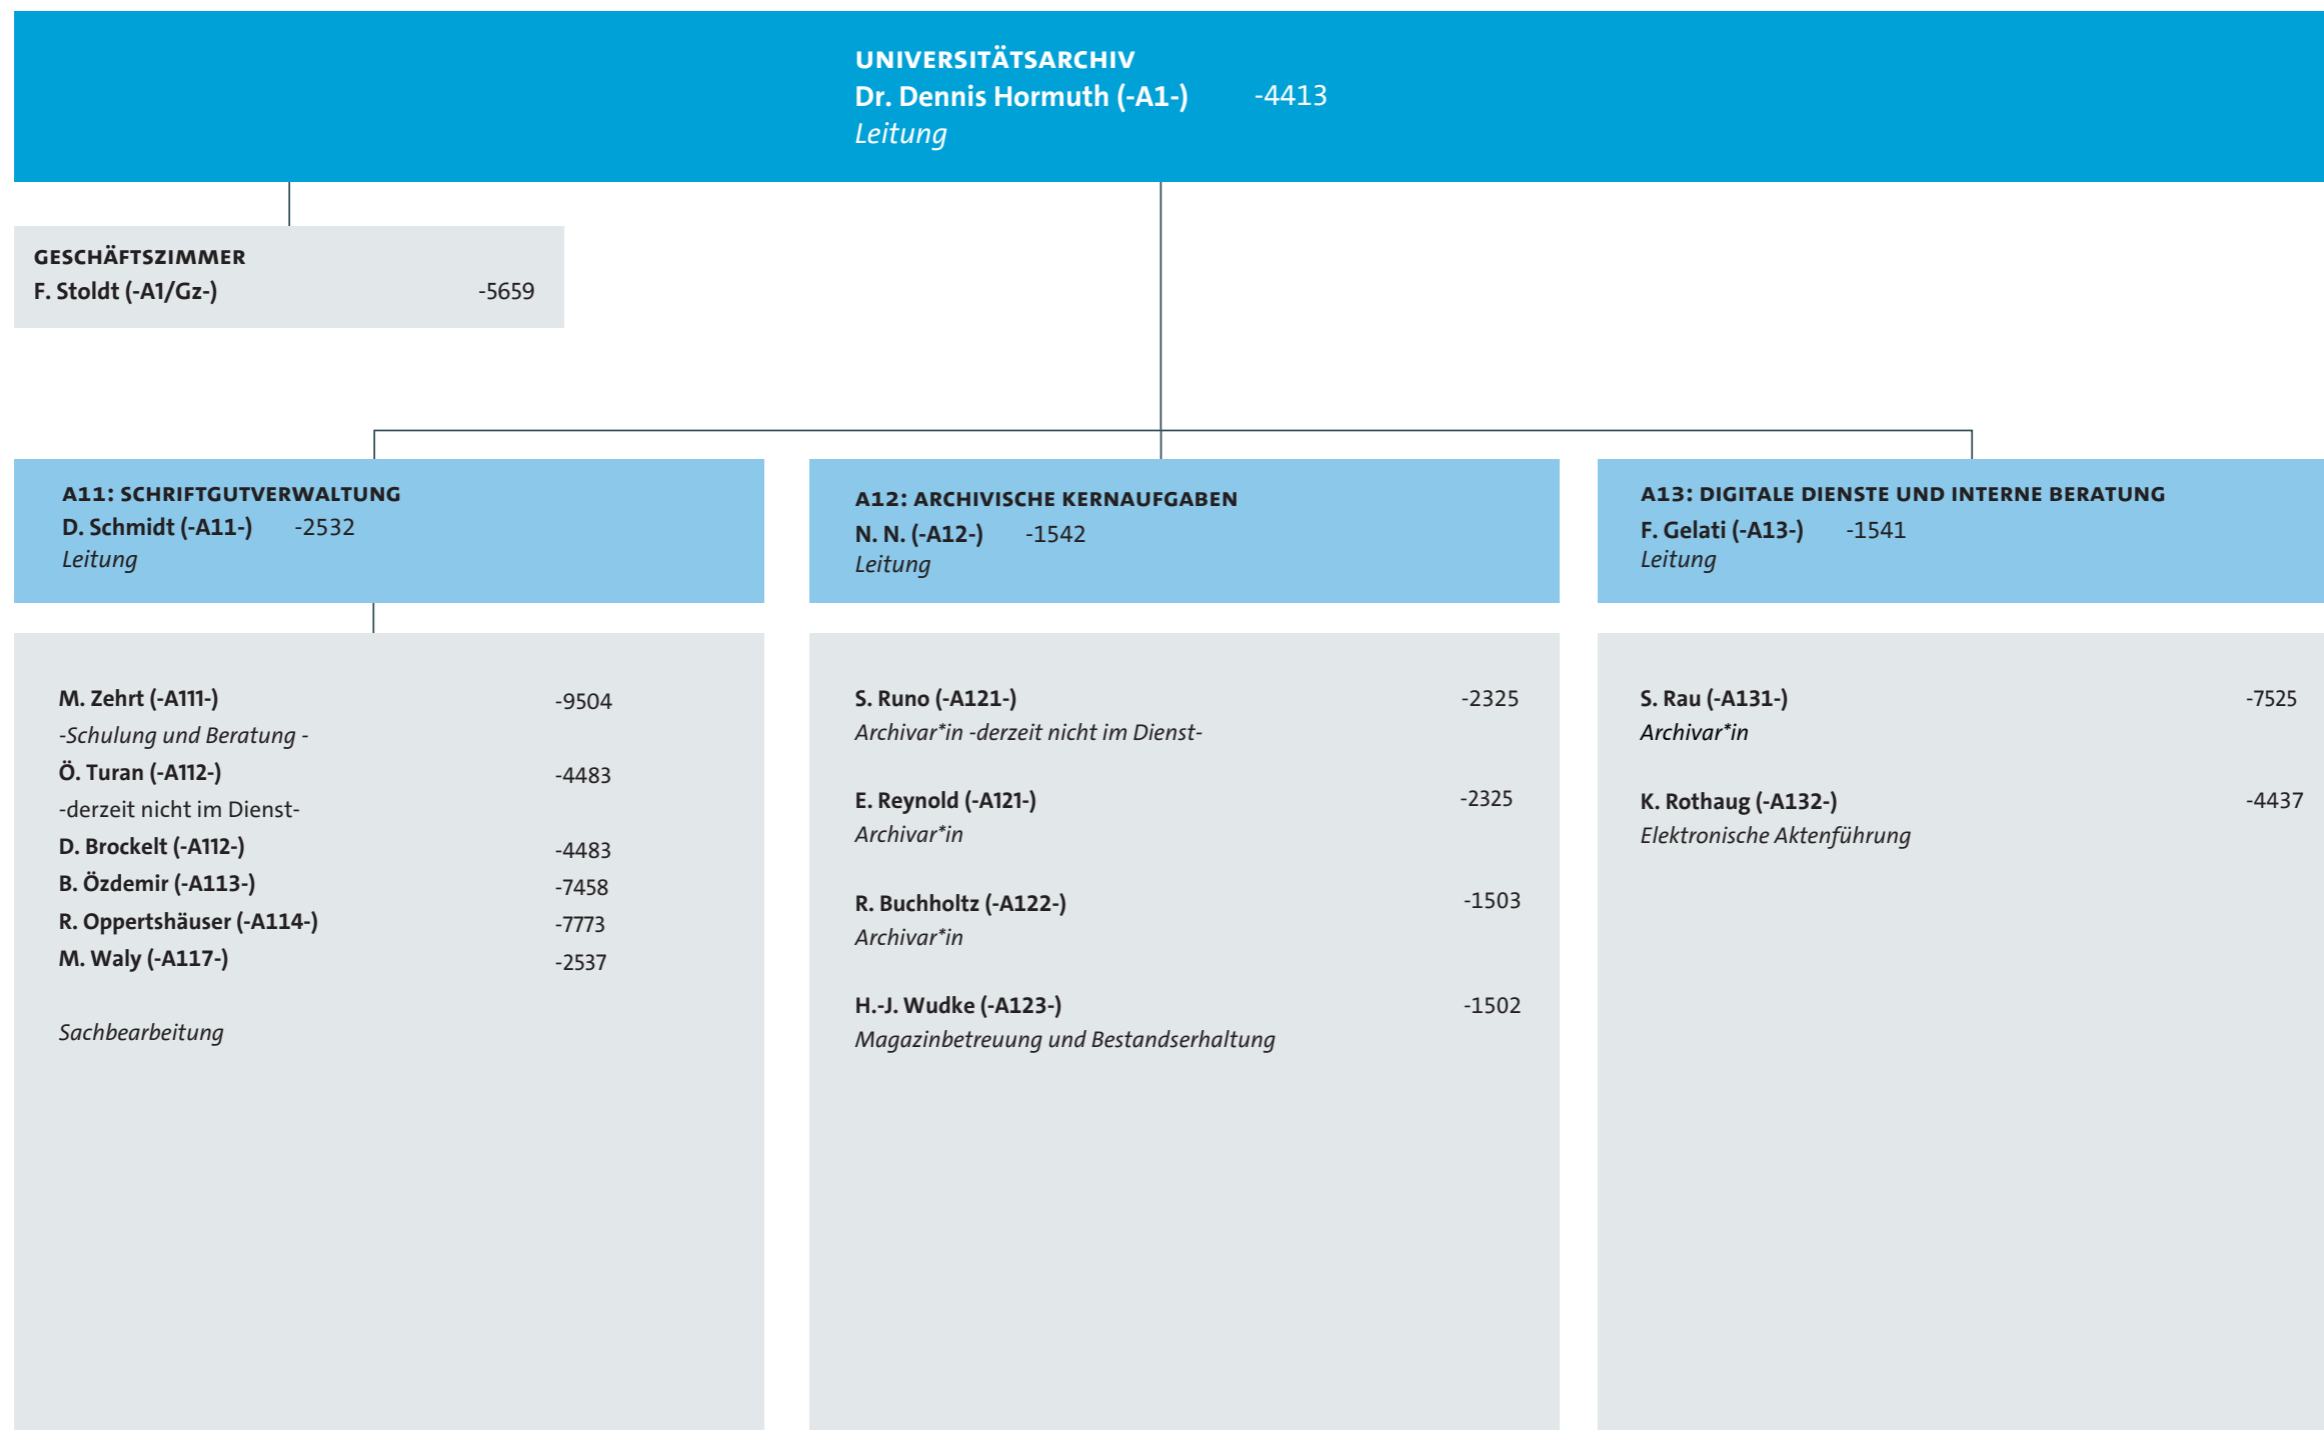 UNIVERSITÄTSARCHIV
Dr. Dennis Hormuth (-A1-) -4413
Leitung
GESCHÄFTSZIMMER
F. Stoldt (-A1/Gz-) -5659
A11: SCHRIFTGUTVERWALTUNG
D. Schmidt (-A11-) -2532
Leitung
M. Zehrt (-A111-) -9504
-Schulung und Beratung -
Ö. Turan (-A112-) -4483
-derzeit nicht im Dienst-
D. Brockelt (-A112-) -4483
B. Özdemir (-A113-) -7458
R. Oppertshäuser (-A114-) -7773
M. Waly (-A117-) -2537
Sachbearbeitung
A12: ARCHIVISCHE KERNAUFGABEN
N. N. (-A12-) -1542
Leitung
S. Runo (-A121-) -2325
Archivar*in -derzeit nicht im Dienst-
E. Reynold (-A121-) -2325
Archivar*in
R. Buchholtz (-A122-) -1503
Archivar*in
H.-J. Wudke (-A123-) -1502
Magazinbetreuung und Bestandserhaltung
A13: DIGITALE DIENSTE UND INTERNE BERATUNG
F. Gelati (-A13-) -1541
Leitung
S. Rau (-A131-) -7525
Archivar*in
K. Rothaug (-A132-) -4437
Elektronische Aktenführung